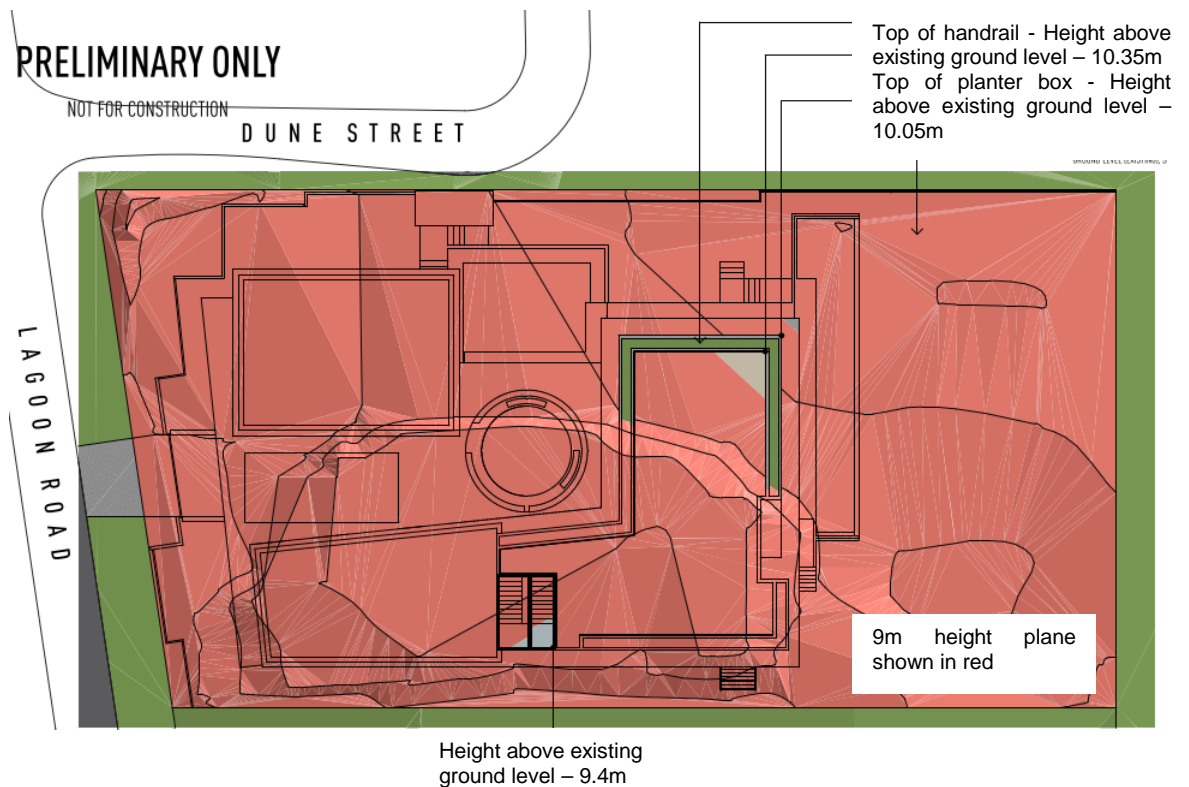 PRELIMINARY ONLY
NOT FOR CONSTRUCTION
DUNE STREET
Top of handrail - Height above
existing ground level – 10.35m
Top of planter box - Height
above existing ground level –
10.05m
LAGOON ROAD
9m height plane
shown in red
Height above existing
ground level – 9.4m